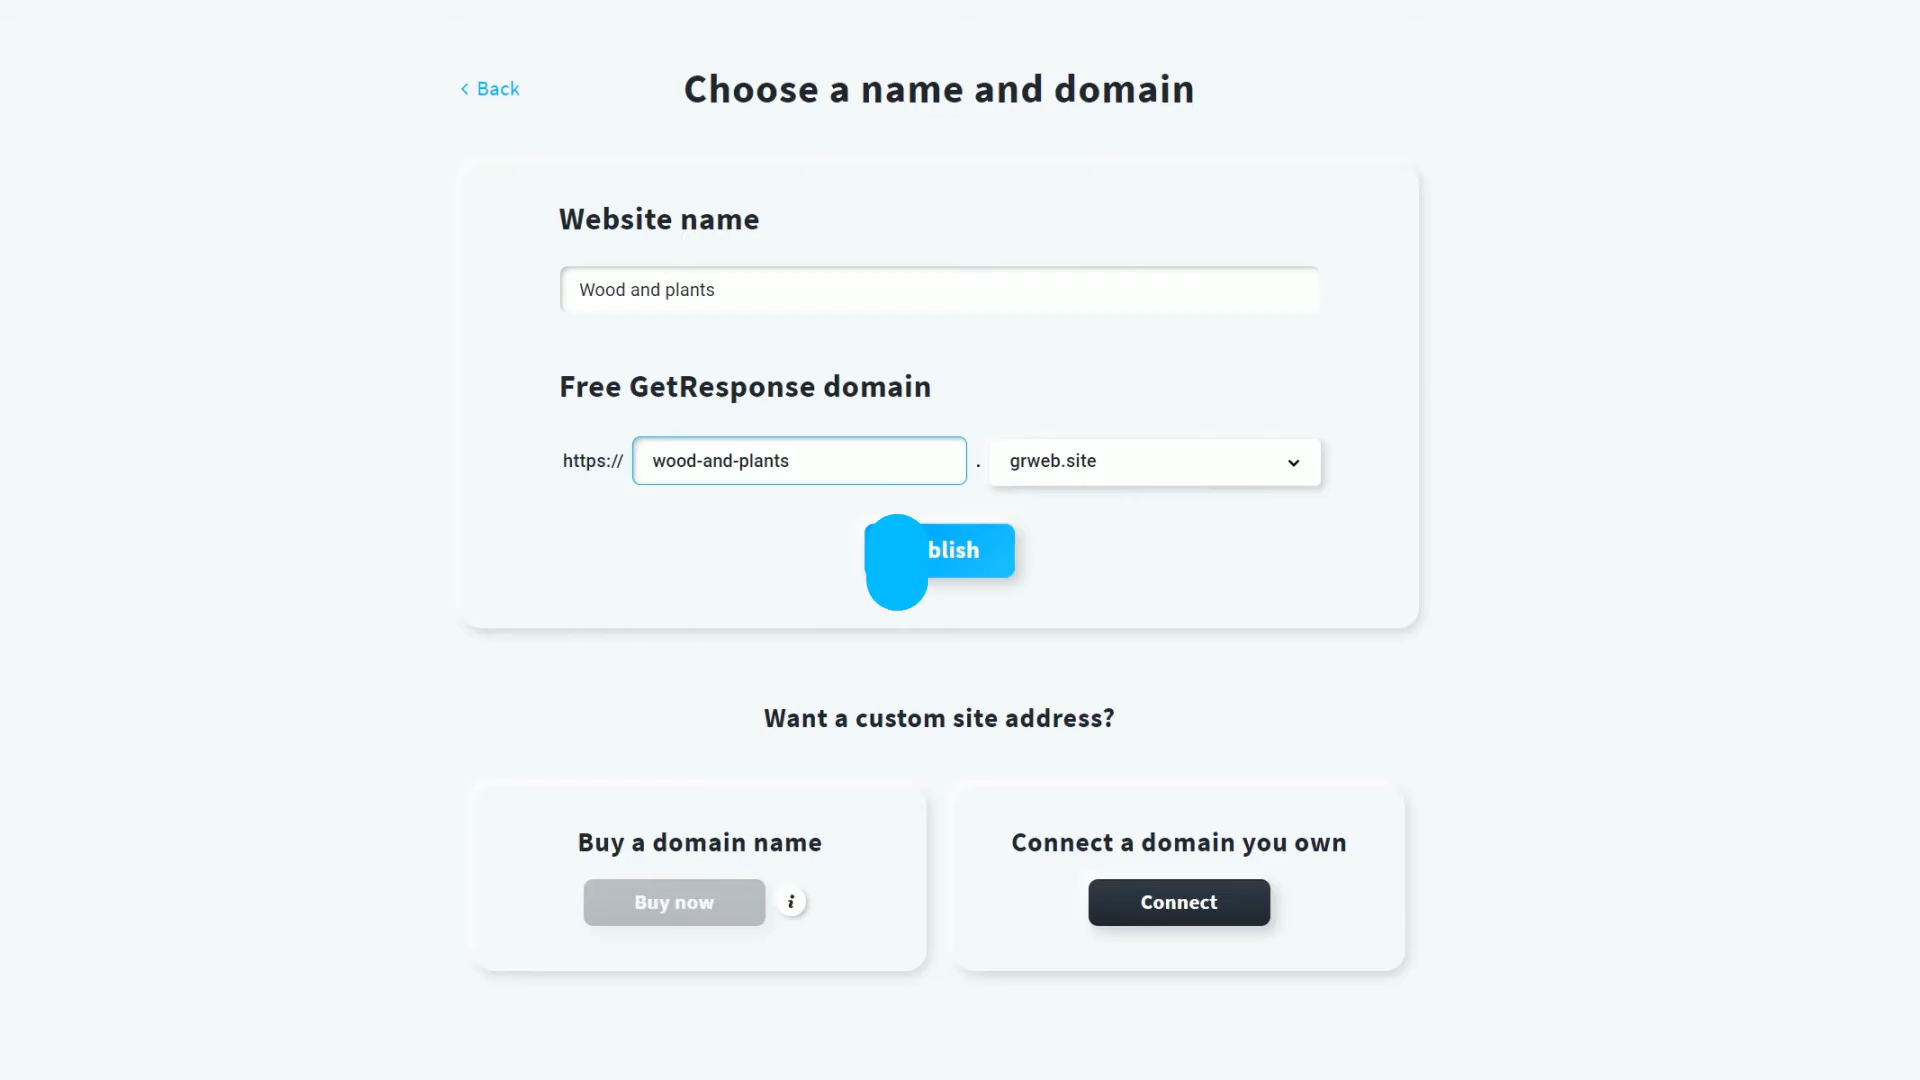 Back
Choose a name and domain
Website name
Wood and plants
Free GetResponse domain
https:// wood-and-plants . grweb.site
blish
Want a custom site address?
Buy a domain name
Connect a domain you own
Buy now i
Connect